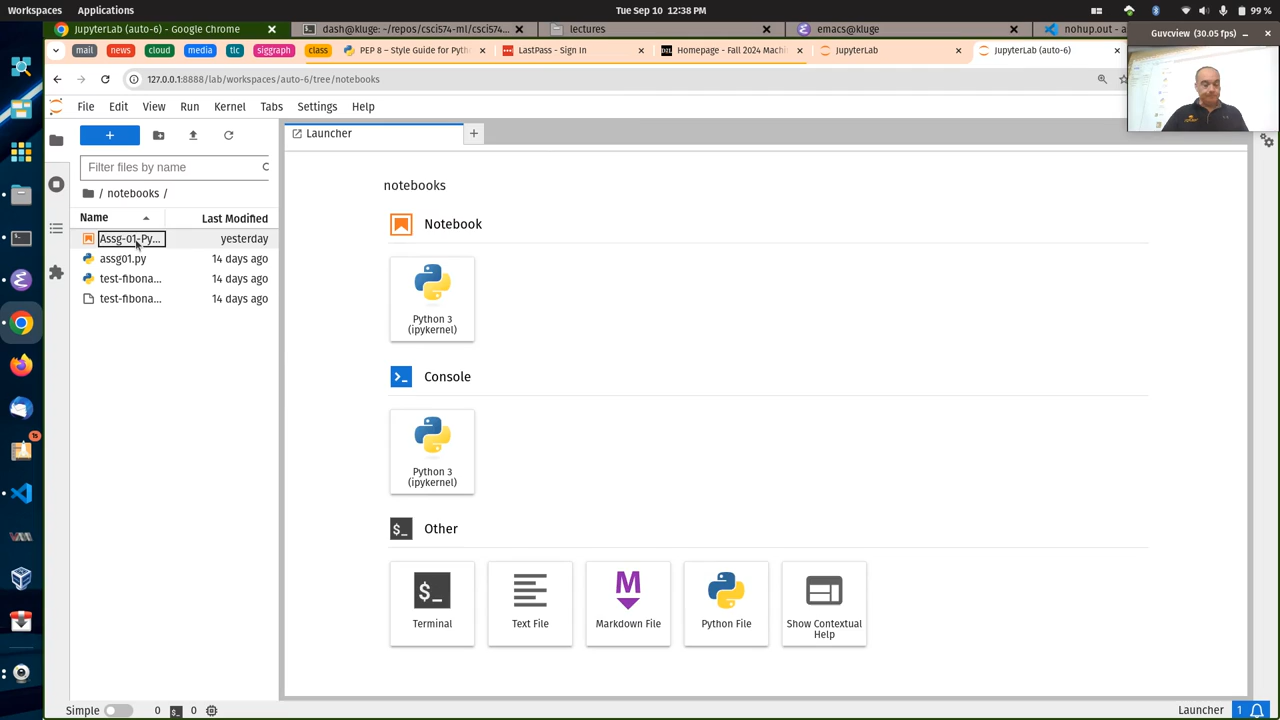 Workspaces Applications Tue Sep 10 12:38 PM 99 %
JupyterLab (auto-6) - Google Chrome dash@kluge: ~/repos/csci574-ml/csci574... lectures emacs@kluge nohup.out - a Guvcview (30.05 fps)
mail news cloud media tlc siggraph class PEP 8 – Style Guide for Pyth LastPass - Sign In Homepage - Fall 2024 Mach JupyterLab JupyterLab (auto-6)
127.0.0.1:8888/lab/workspaces/auto-6/tree/notebooks
File Edit View Run Kernel Tabs Settings Help
Launcher
Filter files by name
/ notebooks /
Name Last Modified
Assg-01-Py... yesterday
assg01.py 14 days ago
test-fibona... 14 days ago
test-fibona... 14 days ago
notebooks
Notebook
Python 3
(ipykernel)
Console
Python 3
(ipykernel)
Other
$_ M
Terminal Text File Markdown File Python File Show Contextual
Help
15
Simple 0 $_ 0 Launcher 1